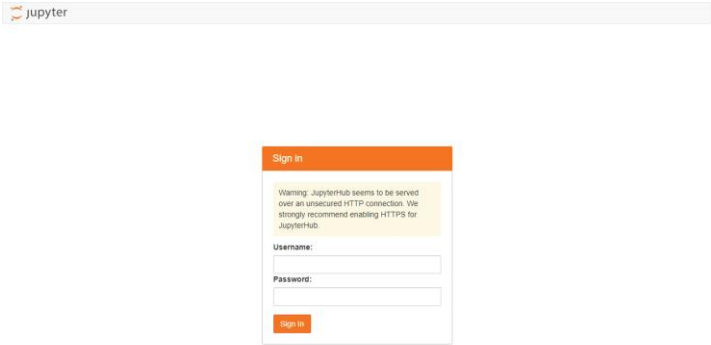 jupyter
Sign in
Warning: JupyterHub seems to be served
over an unsecured HTTP connection. We
strongly recommend enabling HTTPS for
JupyterHub.
Username:
Password:
Sign In